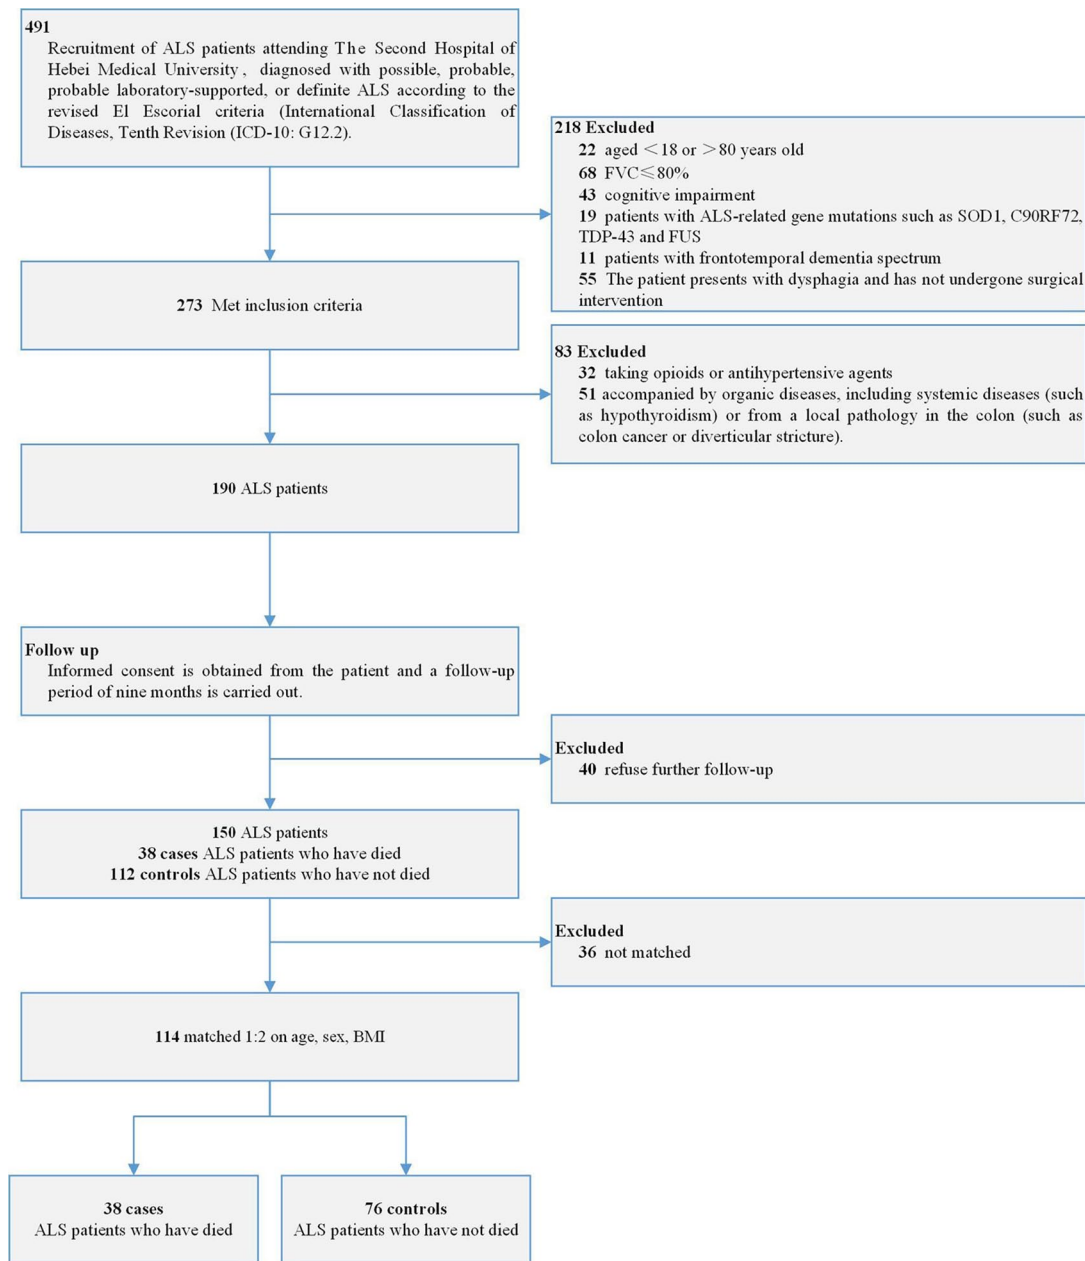 491
Recruitment of ALS patients attending The Second Hospital of
Hebei Medical University, diagnosed with possible, probable,
probable laboratory-supported, or definite ALS according to the
revised El Escorial criteria (International Classification of
Diseases, Tenth Revision (ICD-10: G12.2).
218 Excluded
22 aged <18 or >80 years old
68 FVC≤80%
43 cognitive impairment
19 patients with ALS-related gene mutations such as SOD1, C90RF72,
TDP-43 and FUS
11 patients with frontotemporal dementia spectrum
55 The patient presents with dysphagia and has not undergone surgical
intervention
273 Met inclusion criteria
83 Excluded
32 taking opioids or antihypertensive agents
51 accompanied by organic diseases, including systemic diseases (such
as hypothyroidism) or from a local pathology in the colon (such as
colon cancer or diverticular stricture).
190 ALS patients
Follow up
Informed consent is obtained from the patient and a follow-up
period of nine months is carried out.
Excluded
40 refuse further follow-up
150 ALS patients
38 cases ALS patients who have died
112 controls ALS patients who have not died
Excluded
36 not matched
114 matched 1:2 on age, sex, BMI
38 cases
ALS patients who have died
76 controls
ALS patients who have not died